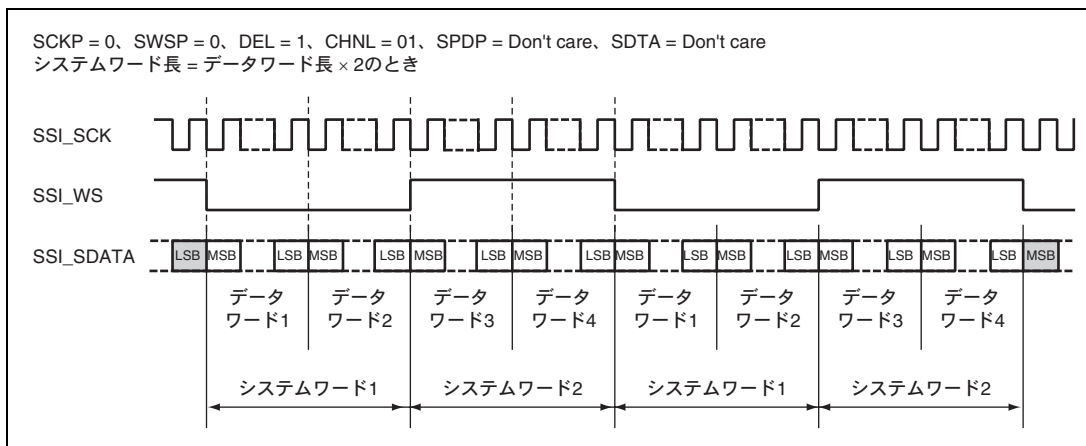 SCKP = 0、SWSP = 0、DEL = 1、CHNL = 01、SPDP = Don't care、SDTA = Don't care
システムワード長 = データワード長 × 2のとき
SSI_SCK
SSI_WS
SSI_SDATA
LSB MSB LSB MSB LSB MSB LSB MSB LSB MSB LSB MSB LSB MSB LSB MSB LSB MSB
データ データ データ データ データ データ データ データ
ワード1 ワード2 ワード3 ワード4 ワード1 ワード2 ワード3 ワード4
システムワード1 システムワード2 システムワード1 システムワード2